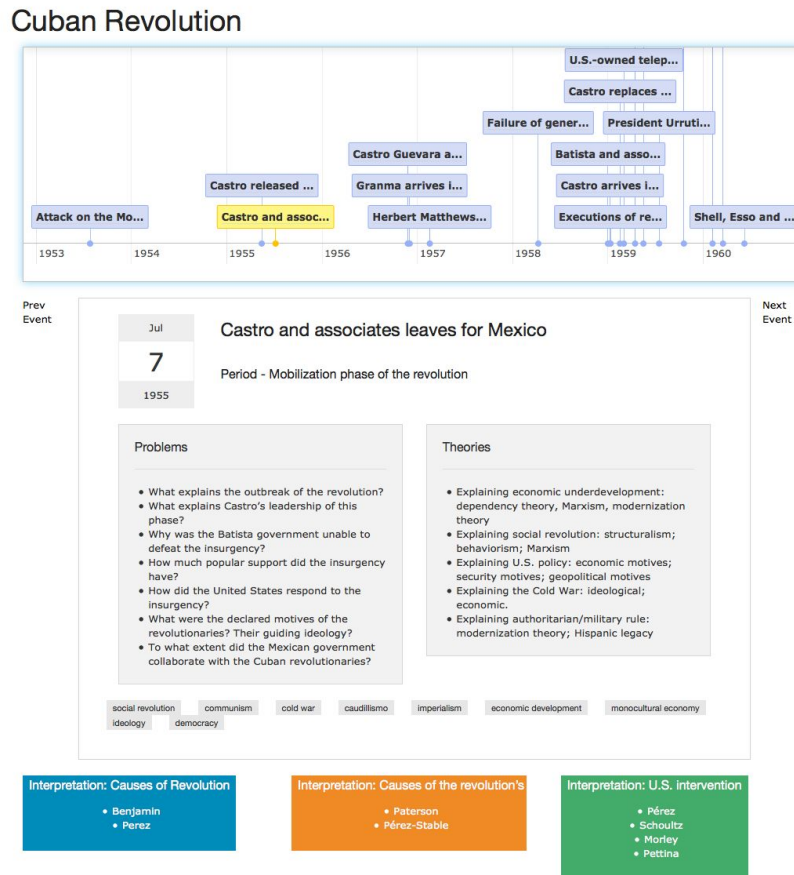 Cuban Revolution
U.S.-owned telep...
Castro replaces ...
Failure of gener...
President Urruti...
Castro Guevara a...
Batista and asso...
Castro released ...
Granma arrives i...
Castro arrives i...
Attack on the Mo...
Castro and assoc...
Herbert Matthews...
Executions of re...
Shell, Esso and ...
1953
1954
1955
1956
1957
1958
1959
1960
Prev
Event
Next
Event
Jul
7
1955
Castro and associates leaves for Mexico
Period - Mobilization phase of the revolution
Problems
• What explains the outbreak of the revolution?
• What explains Castro's leadership of this
phase?
• Why was the Batista government unable to
defeat the insurgency?
• How much popular support did the insurgency
have?
• How did the United States respond to the
insurgency?
• What were the declared motives of the
revolutionaries? Their guiding ideology?
• To what extent did the Mexican government
collaborate with the Cuban revolutionaries?
Theories
• Explaining economic underdevelopment:
dependency theory, Marxism, modernization
theory
• Explaining social revolution: structuralism;
behaviorism; Marxism
• Explaining U.S. policy: economic motives;
security motives; geopolitical motives
• Explaining the Cold War: ideological;
economic.
• Explaining authoritarian/military rule:
modernization theory; Hispanic legacy
social revolution
communism
cold war
caudillismo
imperialism
economic development
monocultural economy
ideology
democracy
Interpretation: Causes of Revolution
• Benjamin
• Perez
Interpretation: Causes of the revolution's
• Paterson
• Pérez-Stable
Interpretation: U.S. intervention
• Pérez
• Schoultz
• Morley
• Pettina